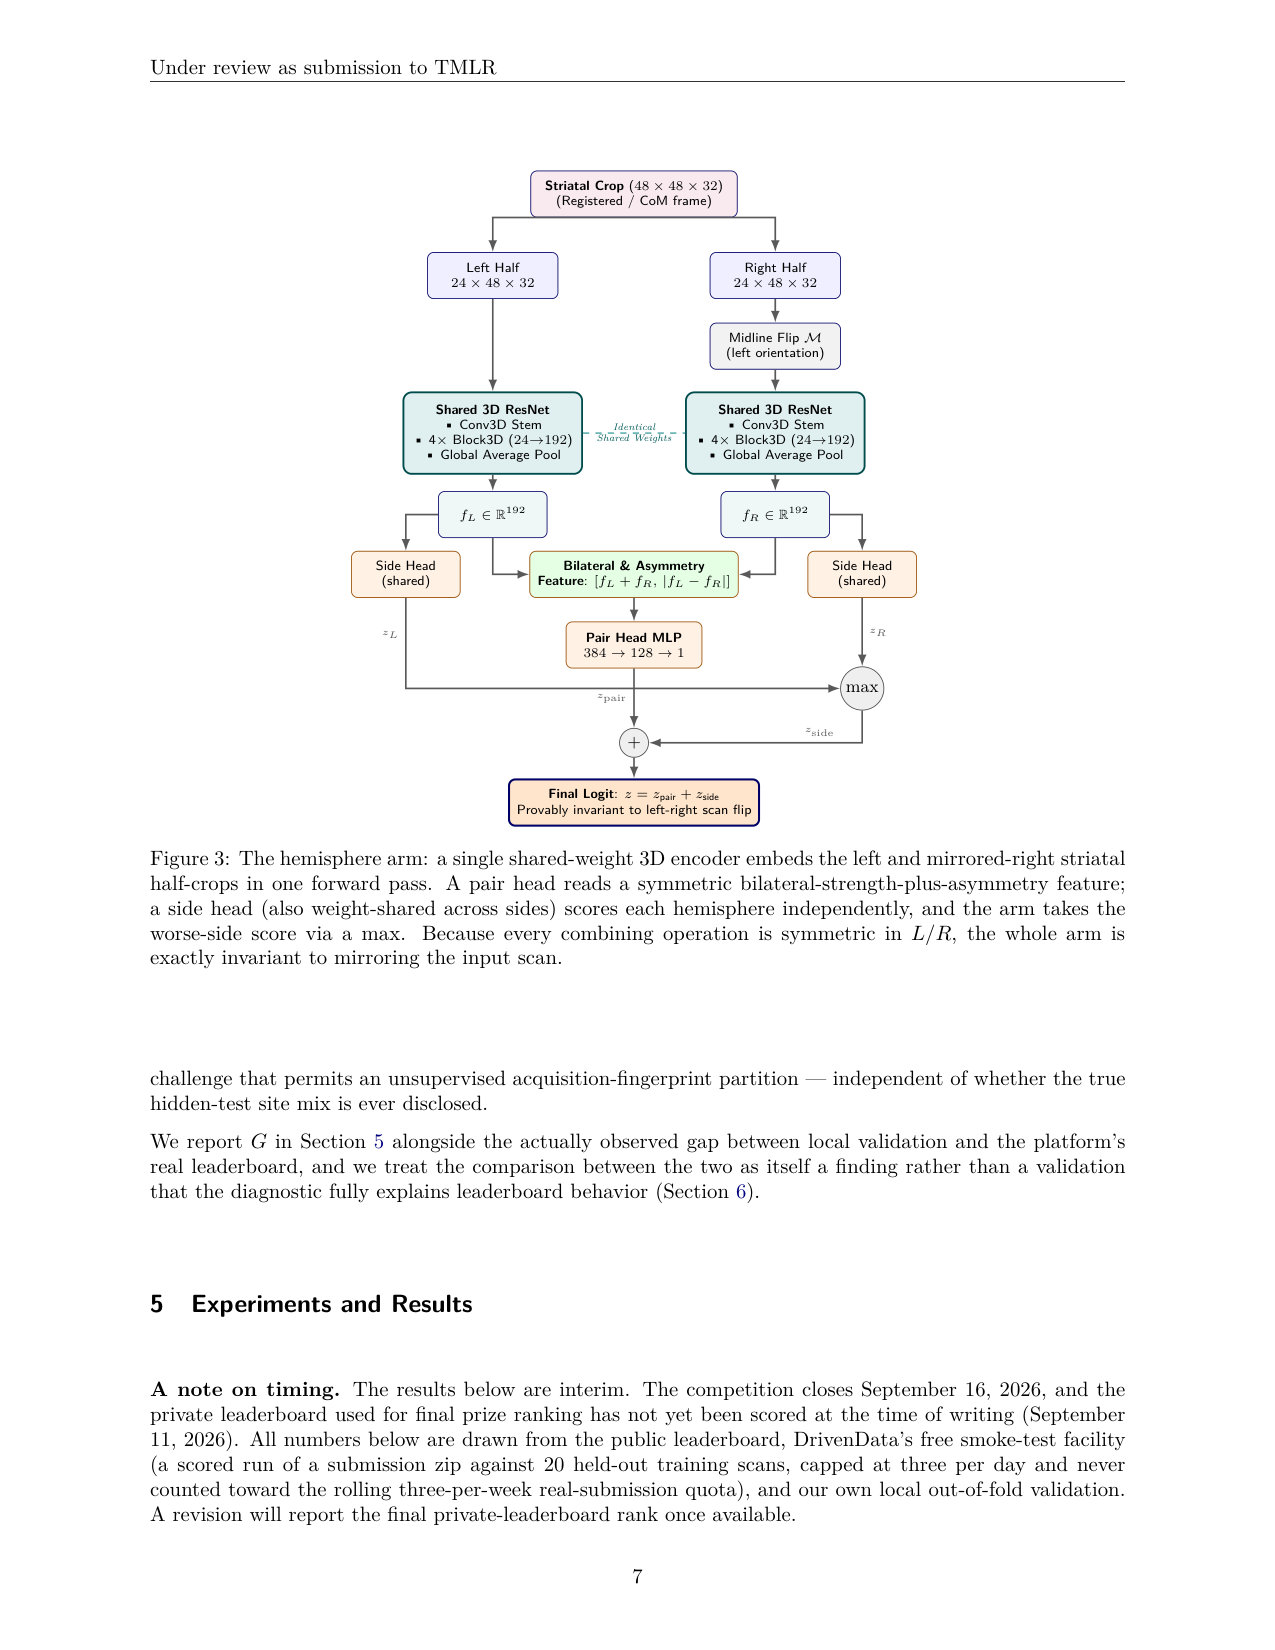 Under review as submission to TMLR
Striatal Crop (48 × 48 × 32)
(Registered / CoM frame)
Left Half
24 × 48 × 32
Right Half
24 × 48 × 32
Midline Flip ℳ
(left orientation)
Shared 3D ResNet
▪ Conv3D Stem
▪ 4× Block3D (24→192)
▪ Global Average Pool
Identical
Shared Weights
Shared 3D ResNet
▪ Conv3D Stem
▪ 4× Block3D (24→192)
▪ Global Average Pool
f_L ∈ ℝ^192
f_R ∈ ℝ^192
Side Head
(shared)
Bilateral & Asymmetry
Feature: [f_L + f_R, |f_L − f_R|]
Side Head
(shared)
z_L
Pair Head MLP
384 → 128 → 1
z_R
max
z_pair
z_side
+
Final Logit: z = z_pair + z_side
Provably invariant to left-right scan flip
Figure 3: The hemisphere arm: a single shared-weight 3D encoder embeds the left and mirrored-right striatal
half-crops in one forward pass. A pair head reads a symmetric bilateral-strength-plus-asymmetry feature;
a side head (also weight-shared across sides) scores each hemisphere independently, and the arm takes the
worse-side score via a max. Because every combining operation is symmetric in L/R, the whole arm is
exactly invariant to mirroring the input scan.
challenge that permits an unsupervised acquisition-fingerprint partition — independent of whether the true
hidden-test site mix is ever disclosed.
We report G in Section 5 alongside the actually observed gap between local validation and the platform's
real leaderboard, and we treat the comparison between the two as itself a finding rather than a validation
that the diagnostic fully explains leaderboard behavior (Section 6).
5 Experiments and Results
A note on timing. The results below are interim. The competition closes September 16, 2026, and the
private leaderboard used for final prize ranking has not yet been scored at the time of writing (September
11, 2026). All numbers below are drawn from the public leaderboard, DrivenData's free smoke-test facility
(a scored run of a submission zip against 20 held-out training scans, capped at three per day and never
counted toward the rolling three-per-week real-submission quota), and our own local out-of-fold validation.
A revision will report the final private-leaderboard rank once available.
7